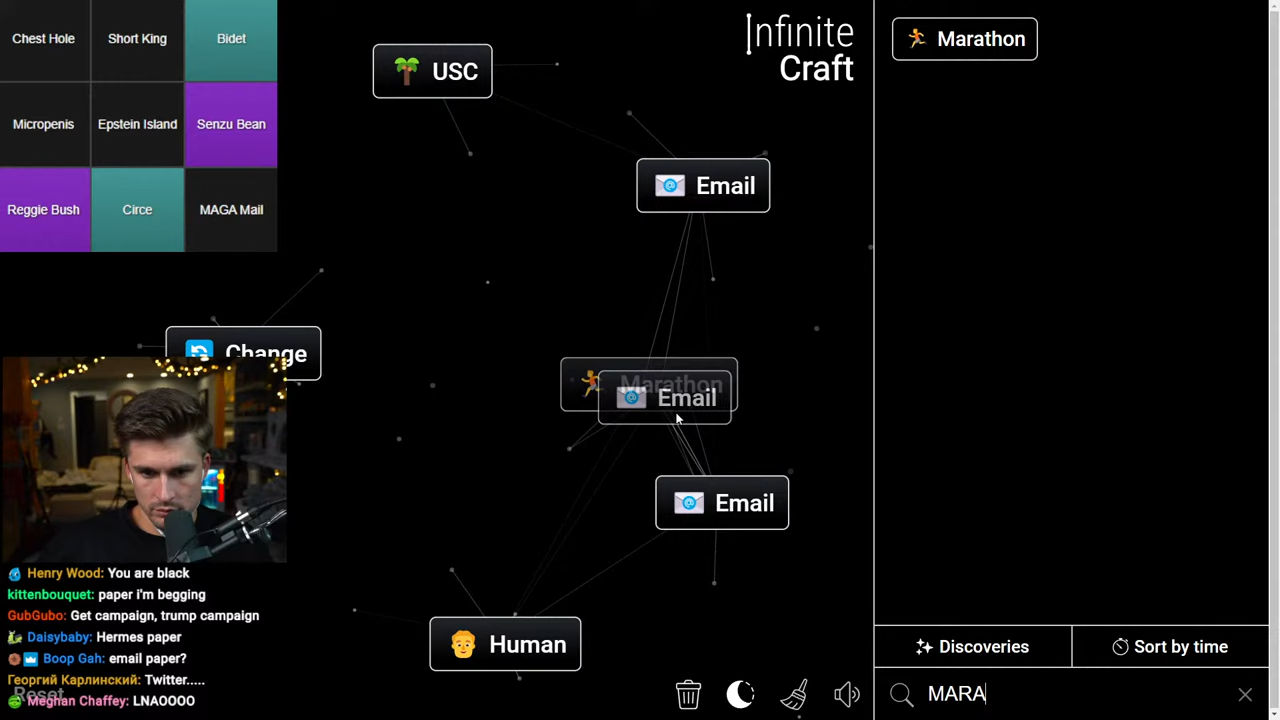 Chest Hole
Short King
Bidet
Micropenis
Epstein Island
Senzu Bean
Reggie Bush
Circe
MAGA Mail
USC
Email
Change
Marathon
Email
Email
Human
Infinite
Craft
Marathon
Henry Wood: You are black
kittenbouquet: paper i'm begging
GubGubo: Get campaign, trump campaign
Daisybaby: Hermes paper
Boop Gah: email paper?
Георгий Карлинский: Twitter.....
Reset
Meghan Chaffey: LNAOOOO
Discoveries
Sort by time
MARA